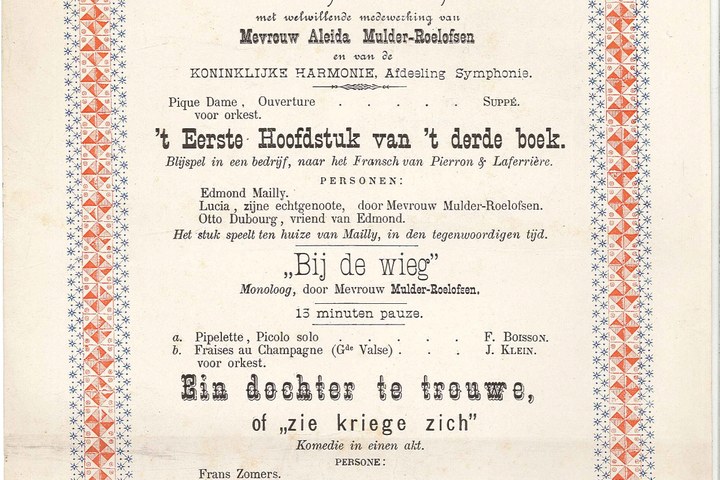 met welwillende medewerking van
Mevrouw Aleida Mulder-Roelofsen
en van de
KONINKLIJKE HARMONIE, Afdeeling Symphonie.
Pique Dame, Ouverture . . . . . SUPPÉ.
voor orkest.
't Eerste Hoofdstuk van 't derde boek.
Blijspel in een bedrijf, naar het Fransch van Pierron & Laferrière.
PERSONEN:
Edmond Mailly.
Lucia, zijne echtgenoote, door Mevrouw Mulder-Roelofsen.
Otto Dubourg, vriend van Edmond.
Het stuk speelt ten huize van Mailly, in den tegenwoordigen tijd.
„Bij de wieg"
Monoloog, door Mevrouw Mulder-Roelofsen.
15 minuten pauze.
a. Pipelette, Picolo solo . . . . . F. BOISSON.
b. Fraises au Champagne (Gde Valse) . . . J. KLEIN.
voor orkest.
Ein dochter te trouwe,
of „zie kriege zich"
Komedie in einen akt.
PERSONE:
Frans Zomers.